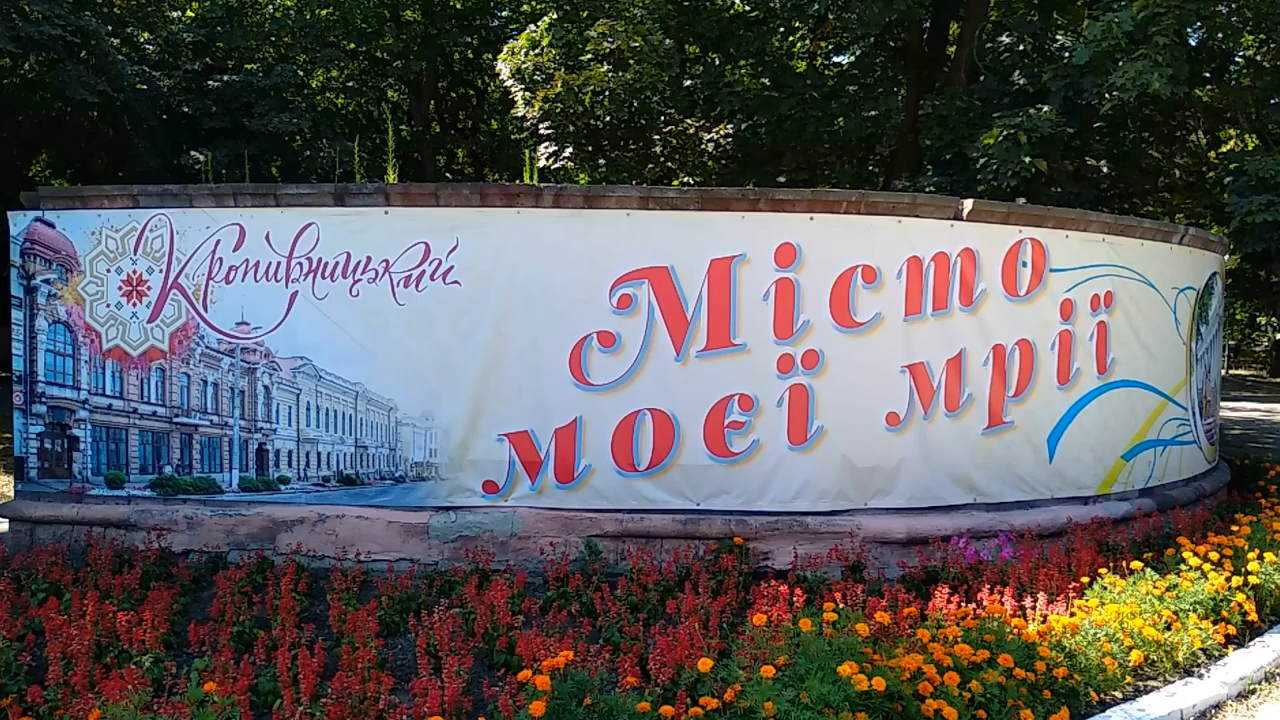 Кропивницький
Місто
моєї мрії